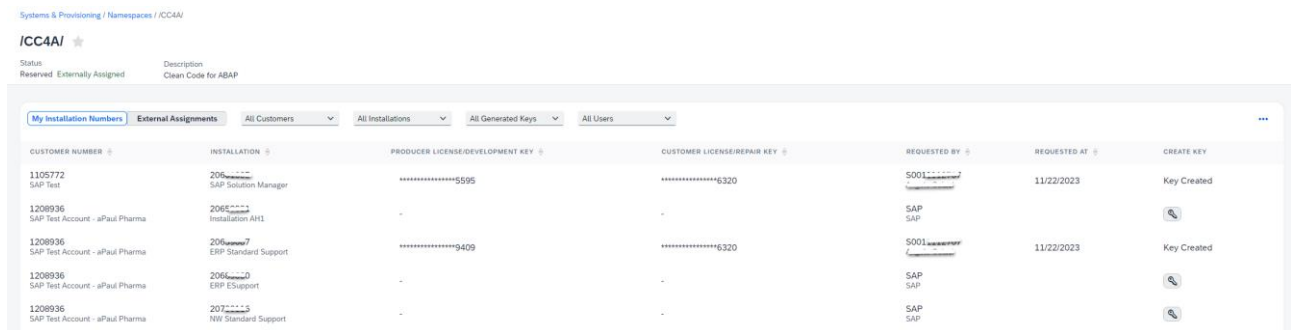 Systems & Provisioning / Namespaces / /CC4A/
/CC4A/
Status Description
Reserved Externally Assigned Clean Code for ABAP
My Installation Numbers External Assignments All Customers All Installations All Generated Keys All Users
CUSTOMER NUMBER INSTALLATION PRODUCER LICENSE/DEVELOPMENT KEY CUSTOMER LICENSE/REPAIR KEY REQUESTED BY REQUESTED AT CREATE KEY
1105772 ****************5595 ****************6320 11/22/2023 Key Created
SAP Test SAP Solution Manager
1208936 - - SAP
SAP Test Account - aPaul Pharma Installation AH1 SAP
1208936 ****************9409 ****************6320 11/22/2023 Key Created
SAP Test Account - aPaul Pharma ERP Standard Support
1208936 - - SAP
SAP Test Account - aPaul Pharma ERP ESupport SAP
1208936 - - SAP
SAP Test Account - aPaul Pharma NW Standard Support SAP